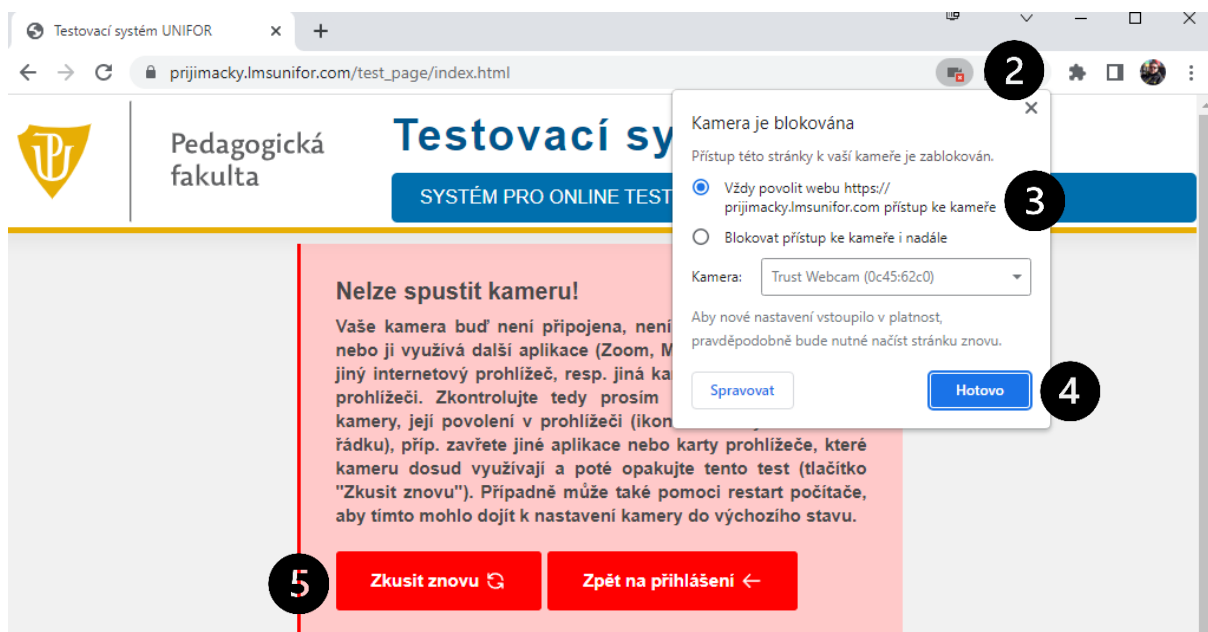 Testovací systém UNIFOR
prijimacky.lmsunifor.com/test_page/index.html
2
Pedagogická
fakulta
Testovací sy
SYSTÉM PRO ONLINE TEST
Kamera je blokována
Přístup této stránky k vaší kameře je zablokován.
Vždy povolit webu https://
prijimacky.lmsunifor.com přístup ke kameře
3
Blokovat přístup ke kameře i nadále
Kamera: Trust Webcam (0c45:62c0)
Aby nové nastavení vstoupilo v platnost,
pravděpodobně bude nutné načíst stránku znovu.
Spravovat
Hotovo
4
Nelze spustit kameru!
Vaše kamera buď není připojena, není
nebo ji využívá další aplikace (Zoom, M
jiný internetový prohlížeč, resp. jiná ka
prohlížeči. Zkontrolujte tedy prosím
kamery, její povolení v prohlížeči (ikon
řádku), příp. zavřete jiné aplikace nebo karty prohlížeče, které
kameru dosud využívají a poté opakujte tento test (tlačítko
"Zkusit znovu"). Případně může také pomoci restart počítače,
aby tímto mohlo dojít k nastavení kamery do výchozího stavu.
5
Zkusit znovu
Zpět na přihlášení